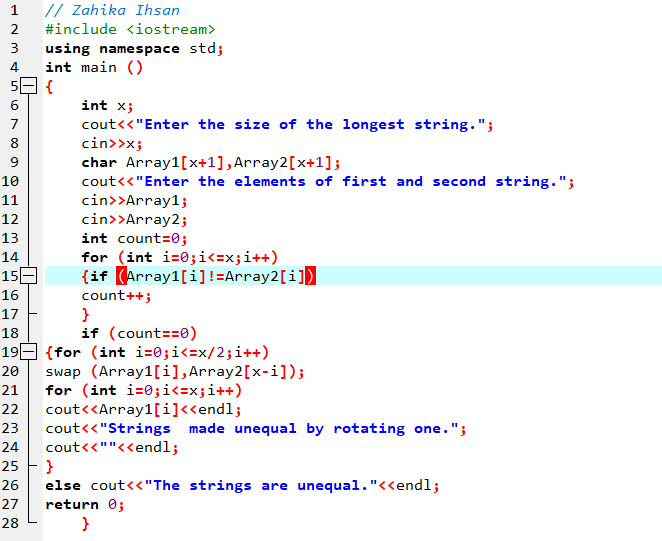 1 // Zahika Ihsan
2 #include <iostream>
3 using namespace std;
4 int main ()
5 {
6 int x;
7 cout<<"Enter the size of the longest string.";
8 cin>>x;
9 char Array1[x+1],Array2[x+1];
10 cout<<"Enter the elements of first and second string.";
11 cin>>Array1;
12 cin>>Array2;
13 int count=0;
14 for (int i=0;i<=x;i++)
15 {if (Array1[i]!=Array2[i])
16 count++;
17 }
18 if (count==0)
19 {for (int i=0;i<=x/2;i++)
20 swap (Array1[i],Array2[x-i]);
21 for (int i=0;i<=x;i++)
22 cout<<Array1[i]<<endl;
23 cout<<"Strings  made unequal by rotating one.";
24 cout<<""<<endl;
25 }
26 else cout<<"The strings are unequal."<<endl;
27 return 0;
28 }